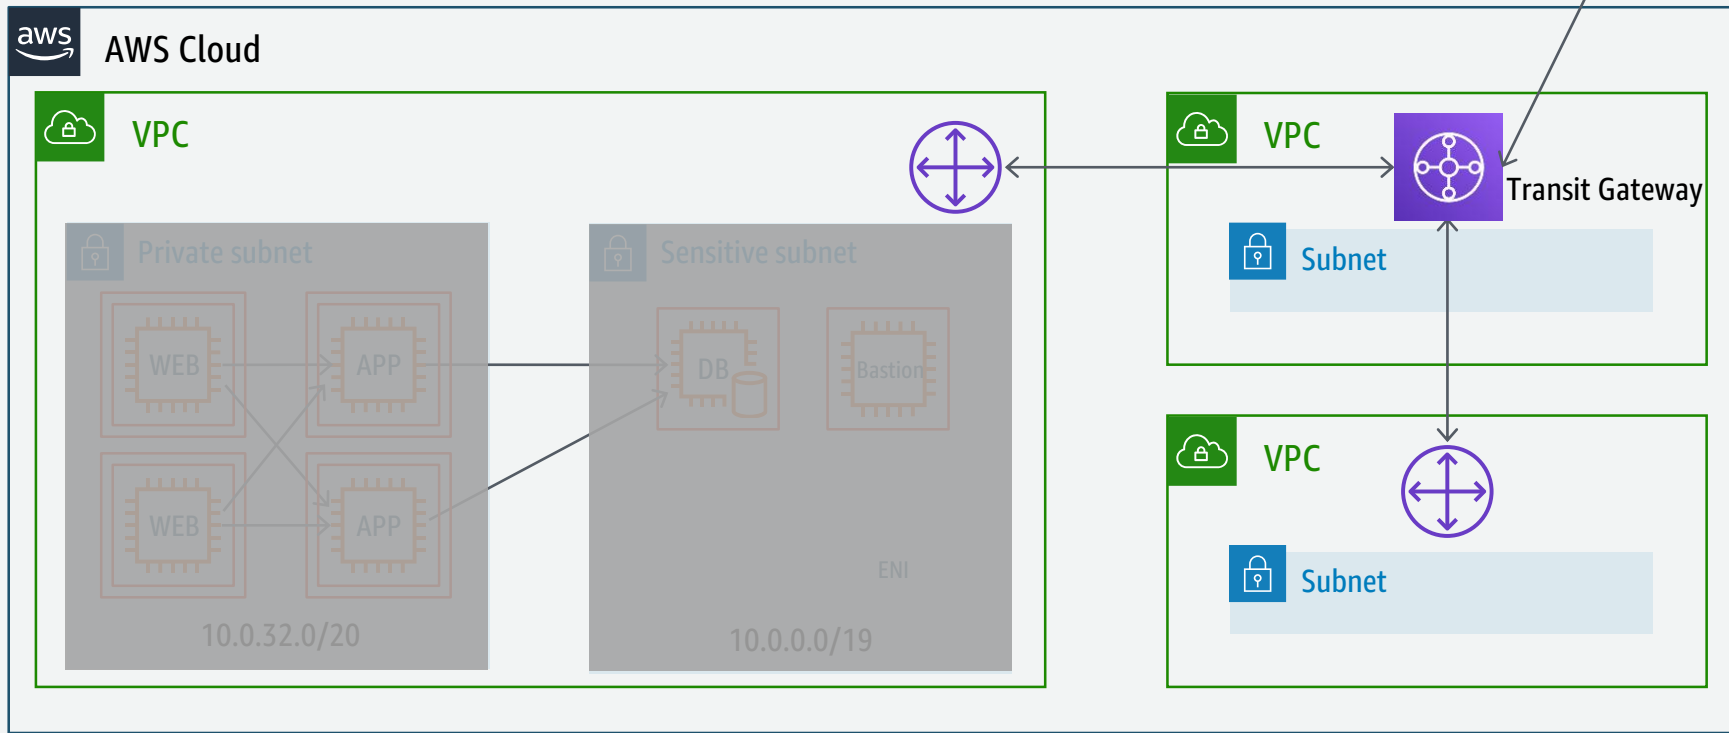 aws
AWS Cloud
VPC
Private subnet
WEB
APP
WEB
APP
10.0.32.0/20
Sensitive subnet
DB
Bastion
ENI
10.0.0.0/19
VPC
Transit Gateway
Subnet
VPC
Subnet